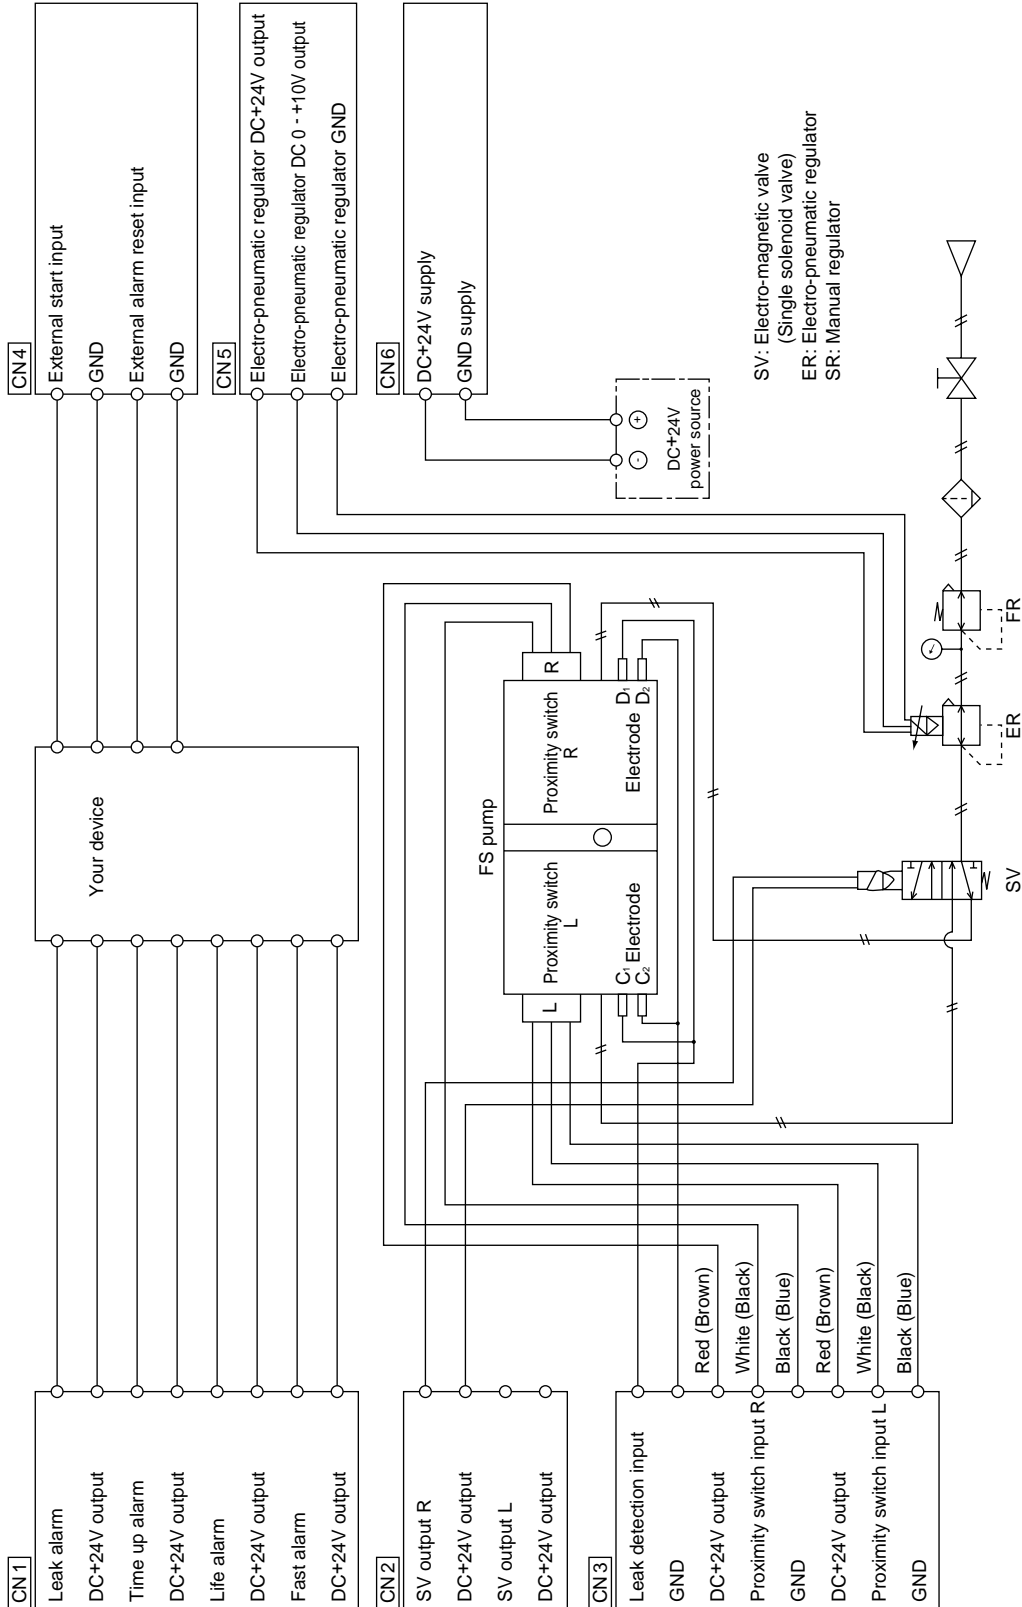 CN1
Leak alarm
DC+24V output
Time up alarm
DC+24V output
Life alarm
DC+24V output
Fast alarm
DC+24V output
Your device
CN4
External start input
GND
External alarm reset input
GND
CN5
Electro-pneumatic regulator DC+24V output
Electro-pneumatic regulator DC 0 - +10V output
Electro-pneumatic regulator GND
CN2
SV output R
DC+24V output
SV output L
DC+24V output
CN6
DC+24V supply
GND supply
- +
DC+24V
power source
CN3
Leak detection input
GND
DC+24V output
Proximity switch input R
GND
DC+24V output
Proximity switch input L
GND
Red (Brown)
White (Black)
Black (Blue)
Red (Brown)
White (Black)
Black (Blue)
FS pump
L
Proximity switch
L
C1
C2
Electrode
Proximity switch
R
R
Electrode
D1
D2
SV: Electro-magnetic valve
(Single solenoid valve)
ER: Electro-pneumatic regulator
SR: Manual regulator
SV
ER
FR